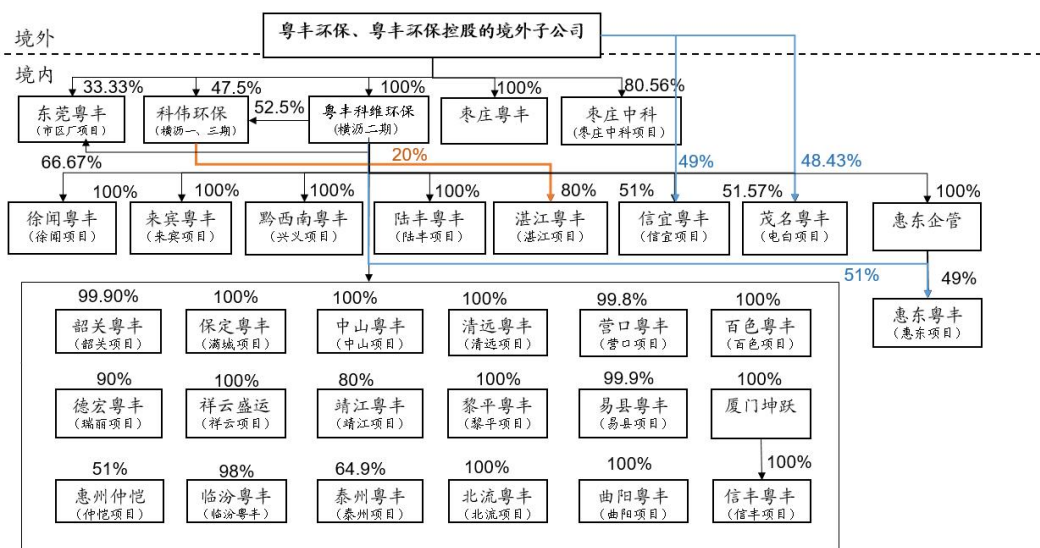 粤丰环保、粤丰环保控股的境外子公司
境外
境内
33.33%
47.5%
100%
100%
80.56%
东莞粤丰
(市区厂项目)
科伟环保
(横沥一、三期)
52.5%
粤丰科维环保
(横沥二期)
枣庄粤丰
枣庄中科
(枣庄中科项目)
66.67%
20%
49%
48.43%
100%
100%
100%
100%
80%
51%
51.57%
100%
徐闻粤丰
(徐闻项目)
来宾粤丰
(来宾项目)
黔西南粤丰
(兴义项目)
陆丰粤丰
(陆丰项目)
湛江粤丰
(湛江项目)
信宜粤丰
(信宜项目)
茂名粤丰
(电白项目)
惠东企管
51%
49%
惠东粤丰
(惠东项目)
99.90%
100%
100%
100%
99.8%
100%
韶关粤丰
(韶关项目)
保定粤丰
(满城项目)
中山粤丰
(中山项目)
清远粤丰
(清远项目)
营口粤丰
(营口项目)
百色粤丰
(百色项目)
90%
100%
80%
100%
99.9%
100%
德宏粤丰
(瑞丽项目)
祥云盛运
(祥云项目)
靖江粤丰
(靖江项目)
黎平粤丰
(黎平项目)
易县粤丰
(易县项目)
厦门坤跃
51%
98%
64.9%
100%
100%
100%
惠州仲恺
(仲恺项目)
临汾粤丰
(临汾粤丰)
泰州粤丰
(泰州项目)
北流粤丰
(北流项目)
曲阳粤丰
(曲阳项目)
信丰粤丰
(信丰项目)